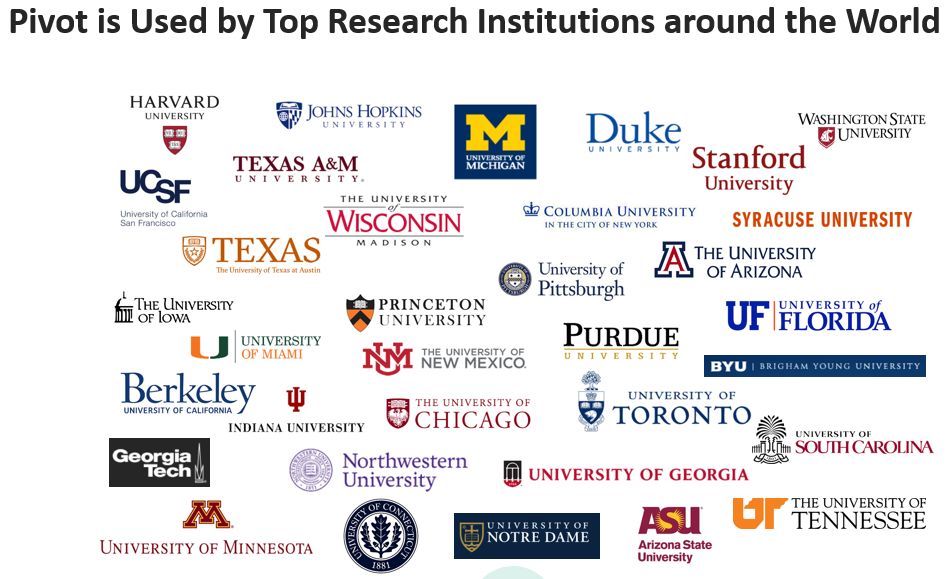 Pivot is Used by Top Research Institutions around the World
HARVARD
UNIVERSITY
JOHNS HOPKINS
UNIVERSITY
M
UNIVERSITY OF
MICHIGAN
Duke
UNIVERSITY
WASHINGTON STATE
UNIVERSITY
TEXAS A&M
UNIVERSITY®
Stanford
University
UCSF
University of California
San Francisco
THE UNIVERSITY
of
WISCONSIN
MADISON
COLUMBIA UNIVERSITY
IN THE CITY OF NEW YORK
SYRACUSE UNIVERSITY
TEXAS
The University of Texas at Austin
University of
Pittsburgh
A
THE UNIVERSITY
OF ARIZONA
THE UNIVERSITY
OF IOWA
PRINCETON
UNIVERSITY
UF
UNIVERSITY of
FLORIDA
U
UNIVERSITY
OF MIAMI
NM
THE UNIVERSITY OF
NEW MEXICO.
PURDUE
UNIVERSITY
BYU | BRIGHAM YOUNG UNIVERSITY
Berkeley
UNIVERSITY OF CALIFORNIA
IU
INDIANA UNIVERSITY
THE UNIVERSITY OF
CHICAGO
UNIVERSITY OF
TORONTO
UNIVERSITY OF
SOUTH CAROLINA
Georgia
Tech
Northwestern
University
UNIVERSITY OF GEORGIA
M
UNIVERSITY OF MINNESOTA
UNIVERSITY OF CONNECTICUT
1881
UNIVERSITY OF
NOTRE DAME
ASU
Arizona State
University
UT
THE UNIVERSITY OF
TENNESSEE